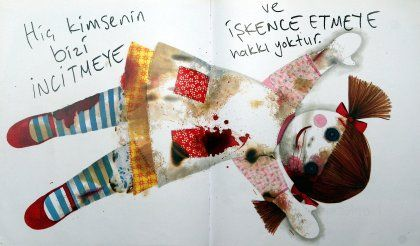 Hiç kimsenin
bizi
İNCİTMEYE
ve
İŞKENCE ETMEYE
hakkı yoktur.